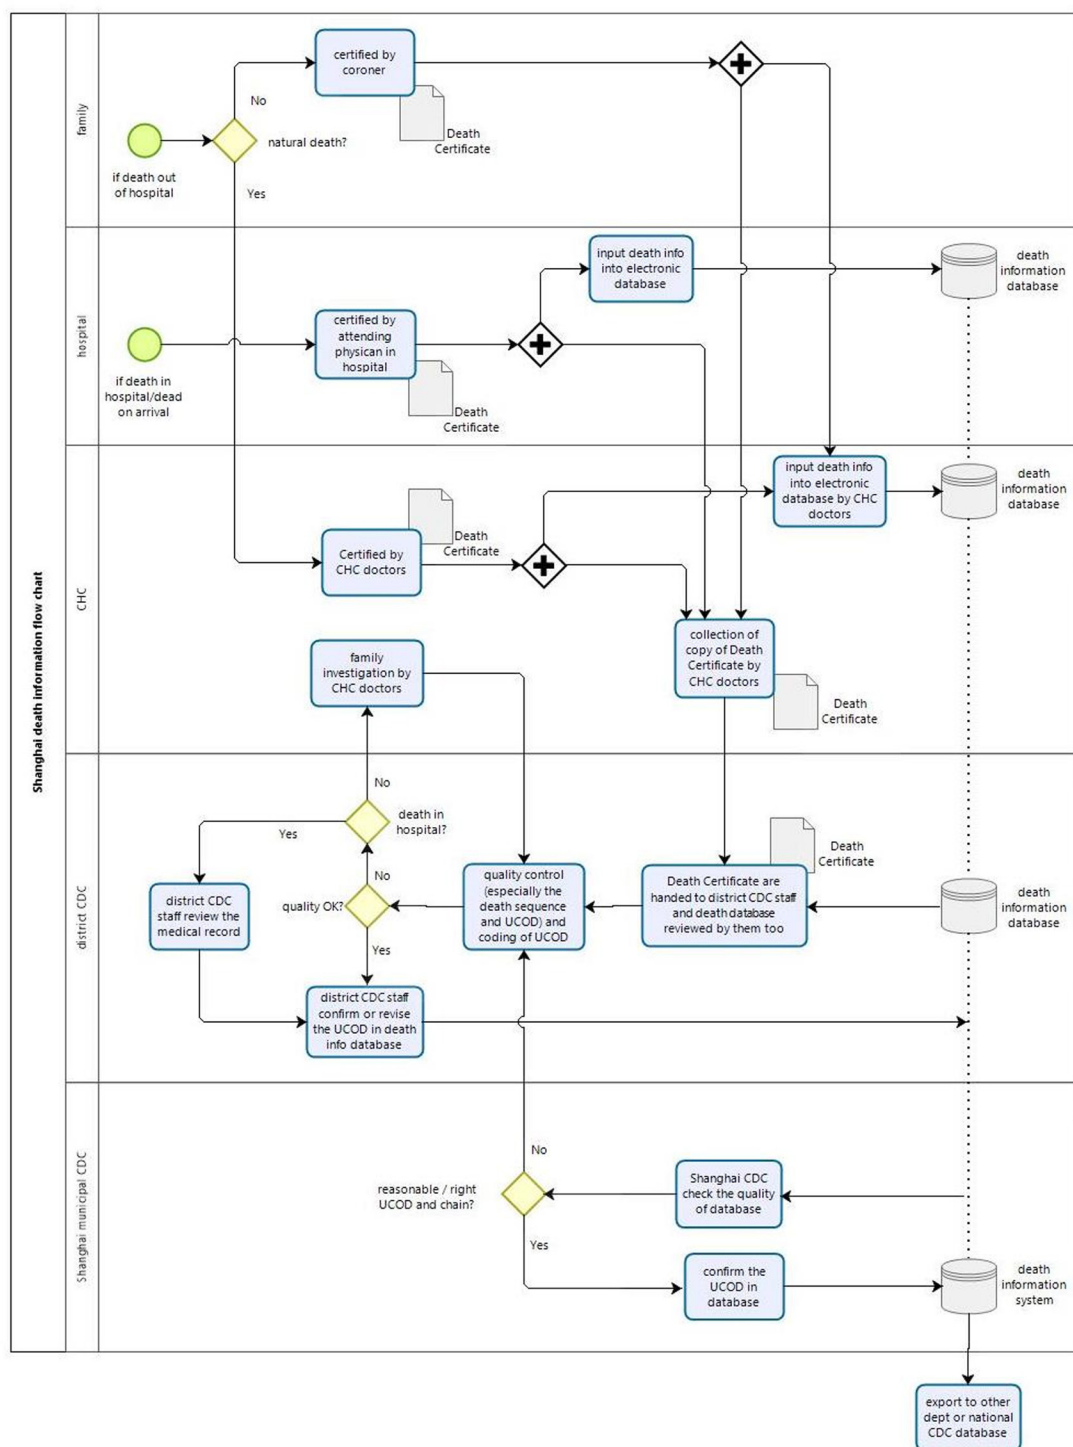 Shanghai death information flow chart
family
certified by
coroner
No
Death
Certificate
natural death?
if death out
of hospital
Yes
hospital
input death info
into electronic
database
death
information
database
certified by
attending
physican in
hospital
if death in
hospital/dead
on arrival
Death
Certificate
CHC
input death info
into electronic
database by CHC
doctors
death
information
database
Death
Certificate
Certified by
CHC doctors
collection of
copy of Death
Certificate by
CHC doctors
family
investigation by
CHC doctors
Death
Certificate
district CDC
No
death in
hospital?
Yes
Death
Certificate
No
quality OK?
district CDC
staff review the
medical record
quality control
(especially the
death sequence
and UCOD) and
coding of UCOD
Death Certificate are
handed to district CDC staff
and death database
reviewed by them too
death
information
database
Yes
district CDC staff
confirm or revise
the UCOD in death
info database
Shanghai municipal CDC
No
reasonable / right
UCOD and chain?
Shanghai CDC
check the quality
of database
Yes
confirm the
UCOD in
database
death
information
system
export to other
dept or national
CDC database